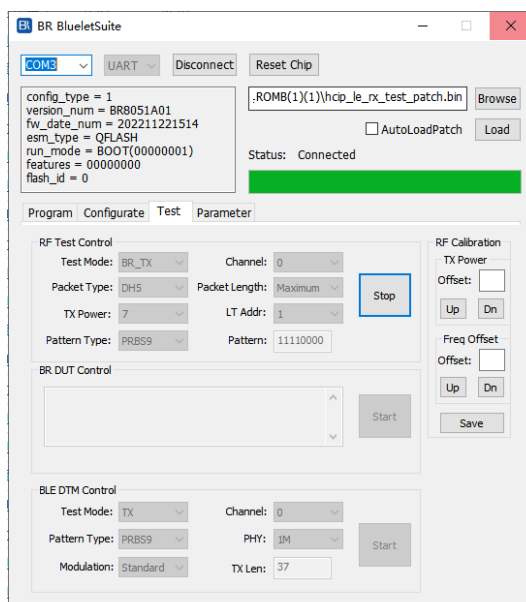 BR BlueletSuite
COM3 UART Disconnect Reset Chip
config_type = 1
version_num = BR8051A01
fw_date_num = 202211221514
esm_type = QFLASH
run_mode = BOOT(00000001)
features = 00000000
flash_id = 0
.ROMB(1)(1)\hcip_le_rx_test_patch.bin Browse
AutoLoadPatch Load
Status: Connected
Program Configurate Test Parameter
RF Test Control
Test Mode: BR_TX Channel: 0
Packet Type: DH5 Packet Length: Maximum
Stop
TX Power: 7 LT Addr: 1
Pattern Type: PRBS9 Pattern: 11110000
RF Calibration
TX Power
Offset:
Up Dn
Freq Offset
Offset:
Up Dn
Save
BR DUT Control
Start
BLE DTM Control
Test Mode: TX Channel: 0
Pattern Type: PRBS9 PHY: 1M
Start
Modulation: Standard TX Len: 37